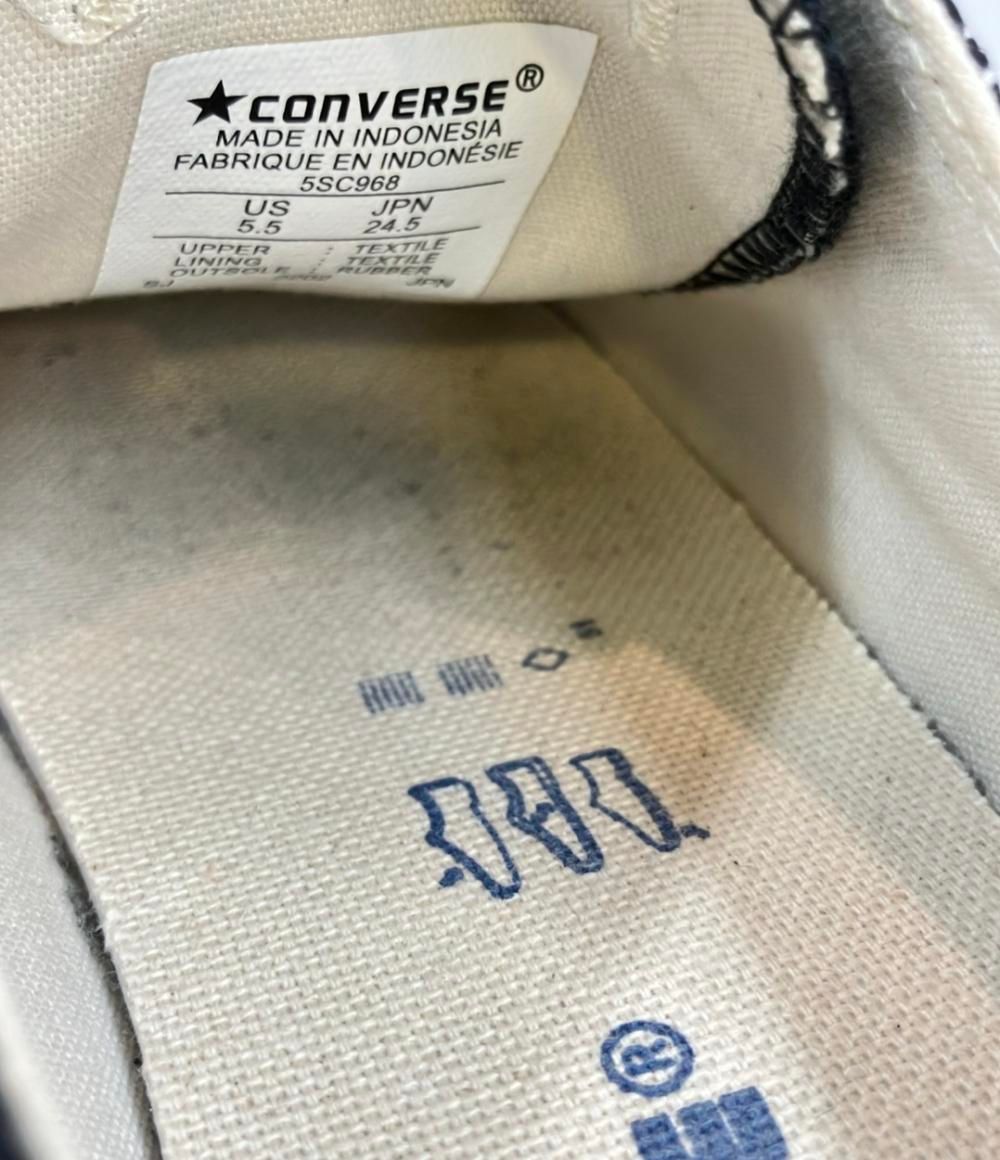 ★CONVERSE®
MADE IN INDONESIA
FABRIQUE EN INDONÉSIE
5SC968
US JPN
5.5 24.5
UPPER : TEXTILE
LINING : TEXTILE
OUTSOLE : RUBBER
JPN
®